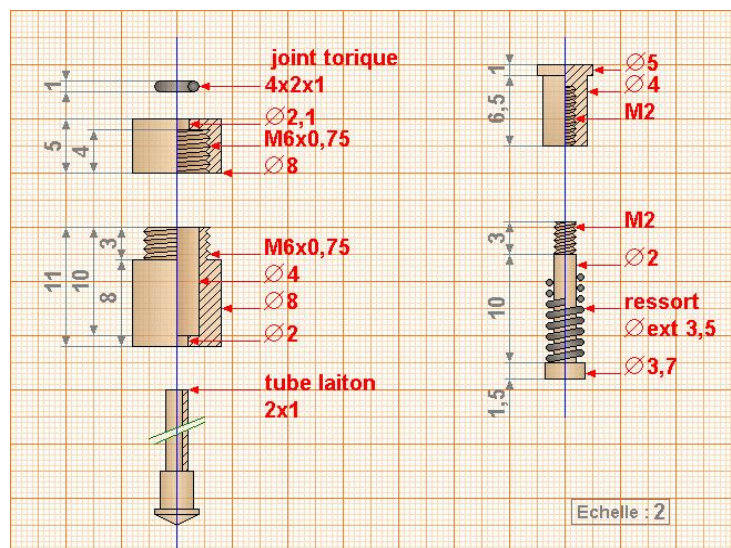 joint torique
4x2x1
1
∅2,1
M6x0,75
∅8
5
4
M6x0,75
∅4
∅8
∅2
3
11
10
8
tube laiton
2x1
∅5
∅4
M2
1
6,5
M2
∅2
ressort
∅ext 3,5
∅3,7
3
10
1,5
Echelle : 2